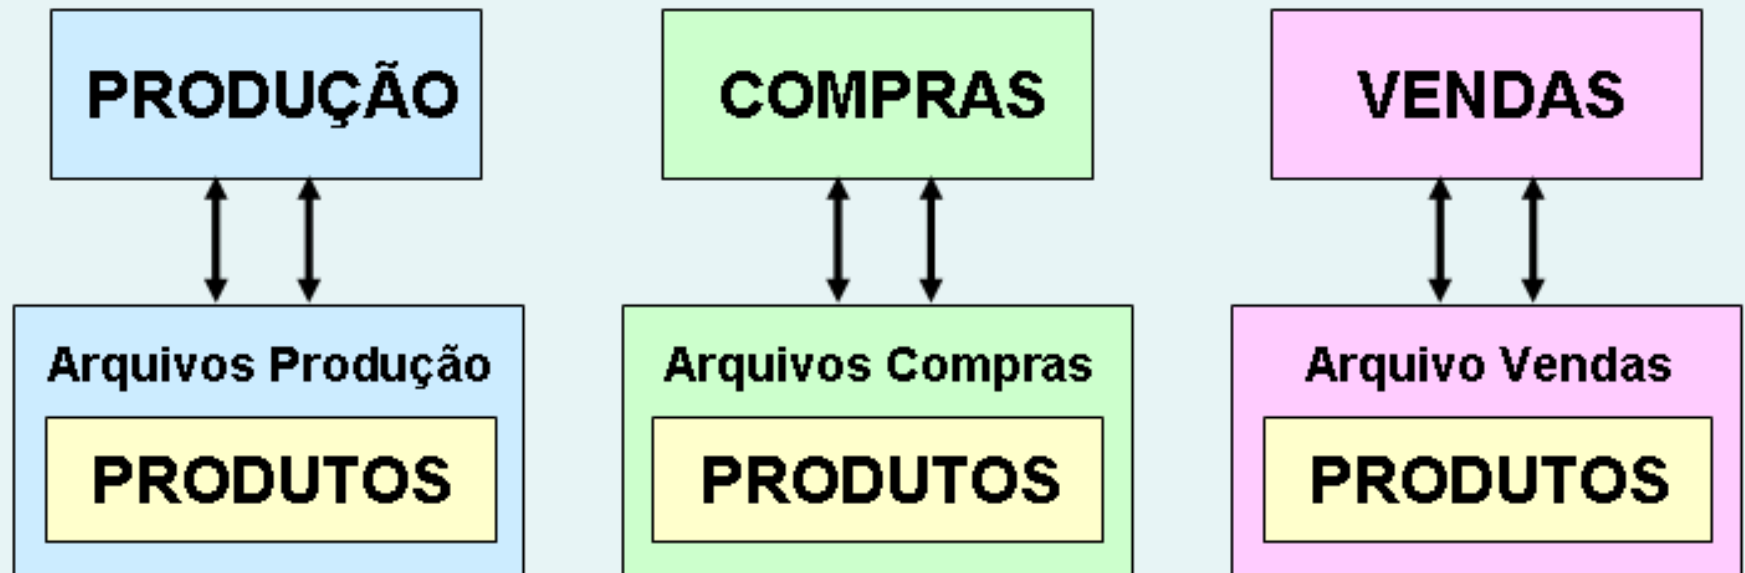 PRODUÇÃO
COMPRAS
VENDAS
Arquivos Produção
PRODUTOS
Arquivos Compras
PRODUTOS
Arquivo Vendas
PRODUTOS